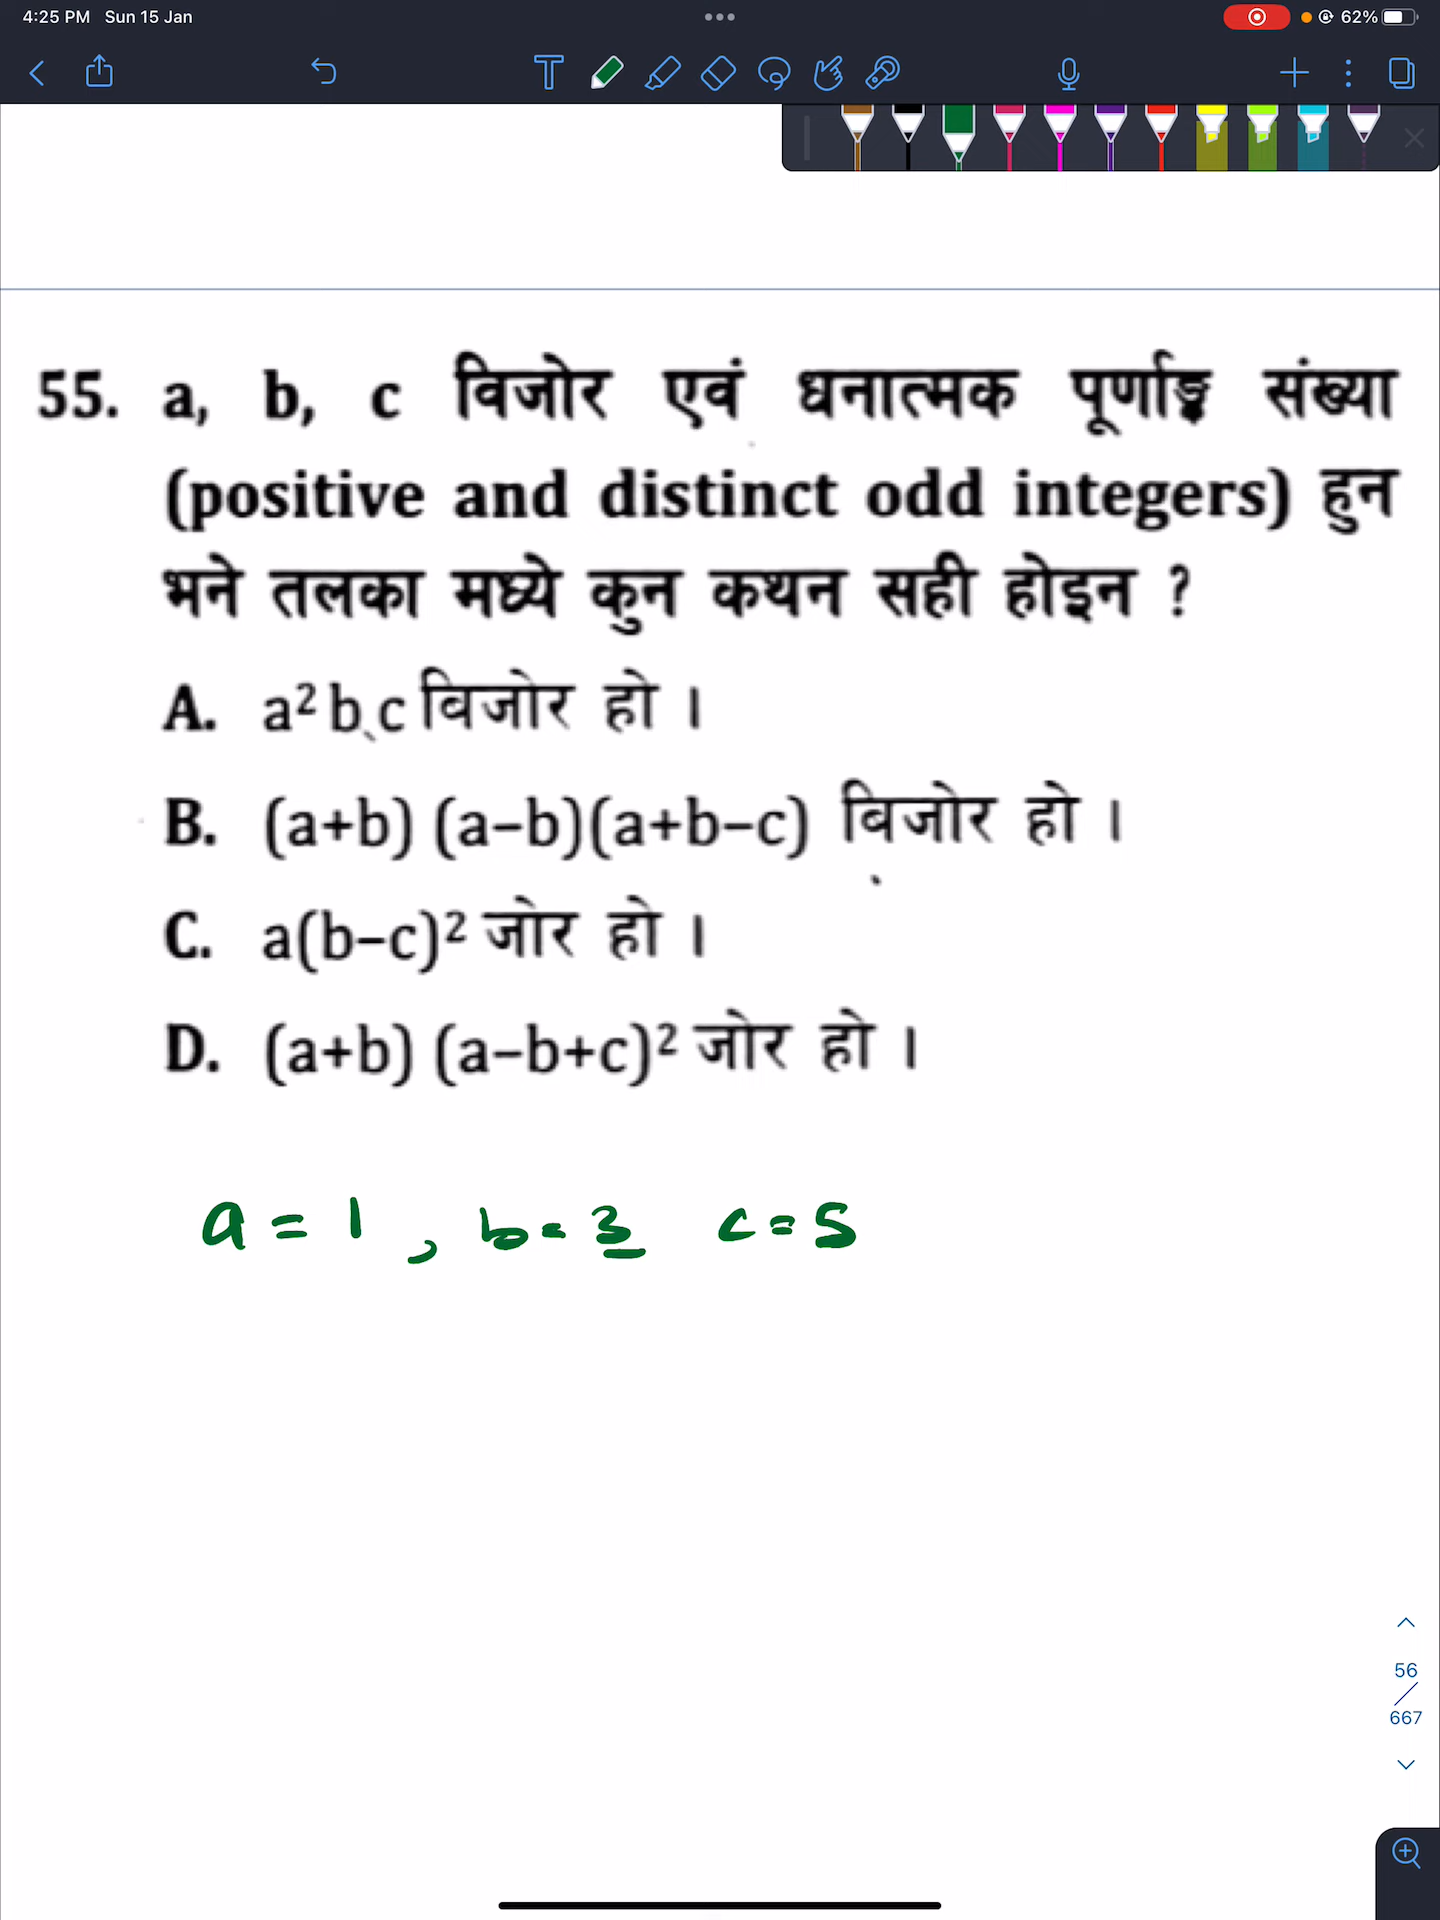 4:25 PM Sun 15 Jan
62%
55. a, b, c विजोर एवं धनात्मक पूर्णाङ्क संख्या
(positive and distinct odd integers) हुन
भने तलका मध्ये कुन कथन सही होइन ?
A. a² b c विजोर हो ।
B. (a+b) (a–b)(a+b–c) विजोर हो ।
C. a(b–c)² जोर हो ।
D. (a+b) (a–b+c)² जोर हो ।
a = 1 , b = 3 c = 5
56
/
667